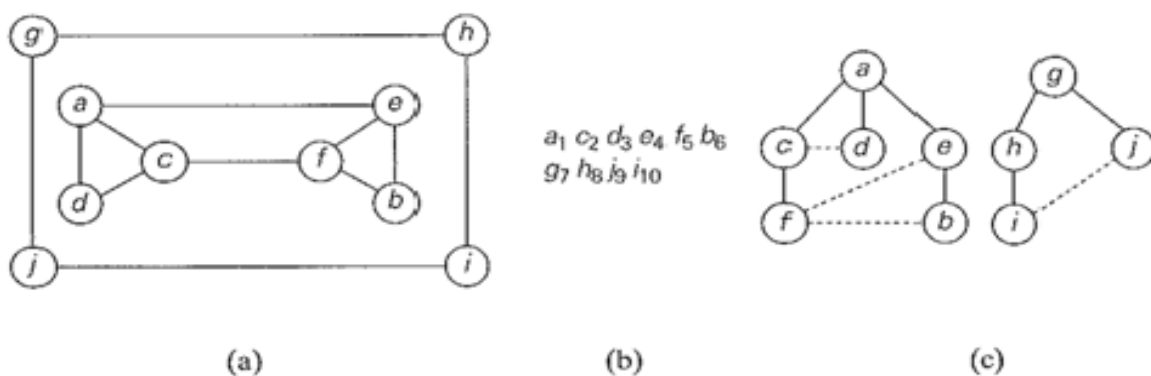 g h
a e
c f
d b
j i
a₁ c₂ d₃ e₄ f₅ b₆
g₇ h₈ j₉ i₁₀
a g
c d e h j
f b i
(a) (b) (c)